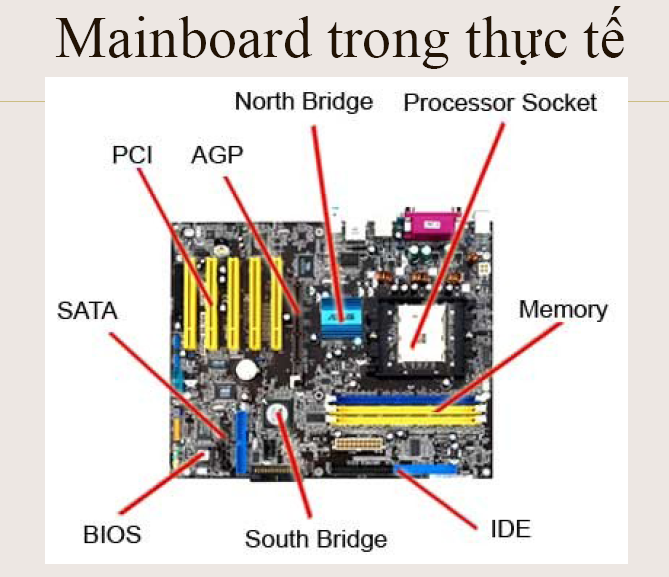 Mainboard trong thực tế
North Bridge
Processor Socket
PCI
AGP
SATA
Memory
BIOS
South Bridge
IDE